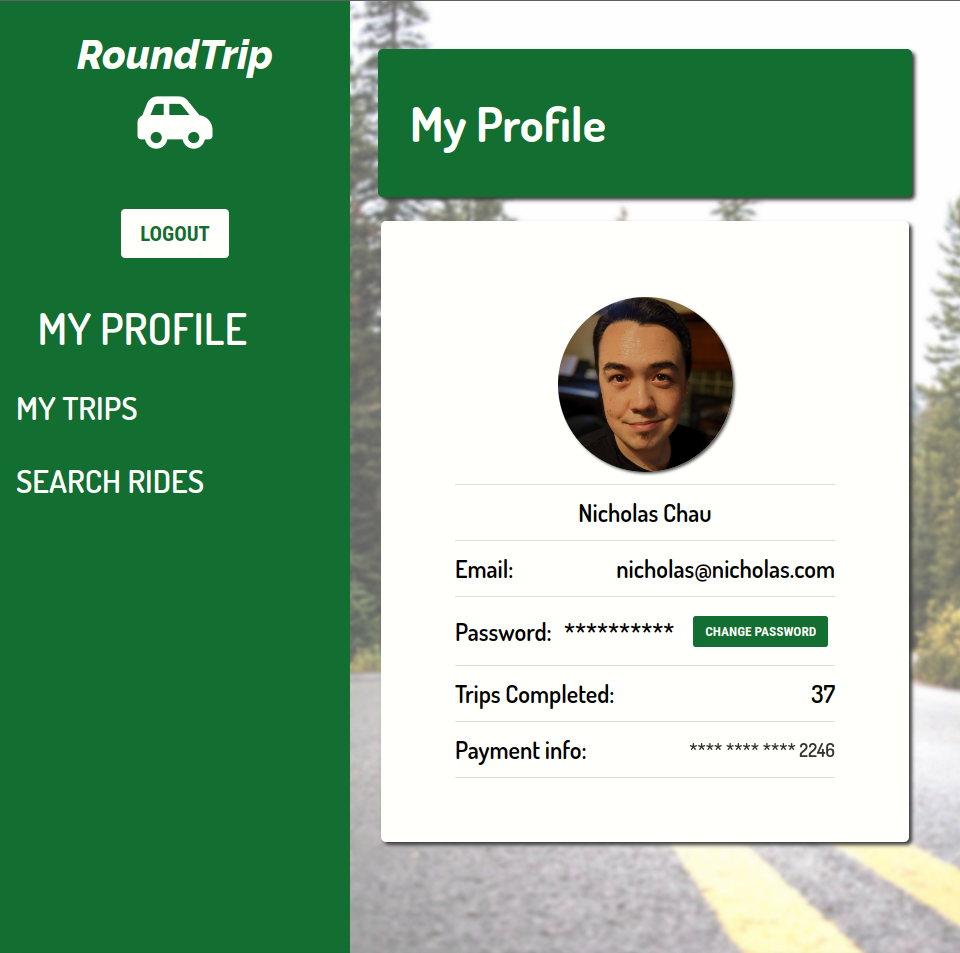 RoundTrip
LOGOUT
MY PROFILE
MY TRIPS
SEARCH RIDES
My Profile
Nicholas Chau
Email: nicholas@nicholas.com
Password: ********** CHANGE PASSWORD
Trips Completed: 37
Payment info: **** **** **** 2246